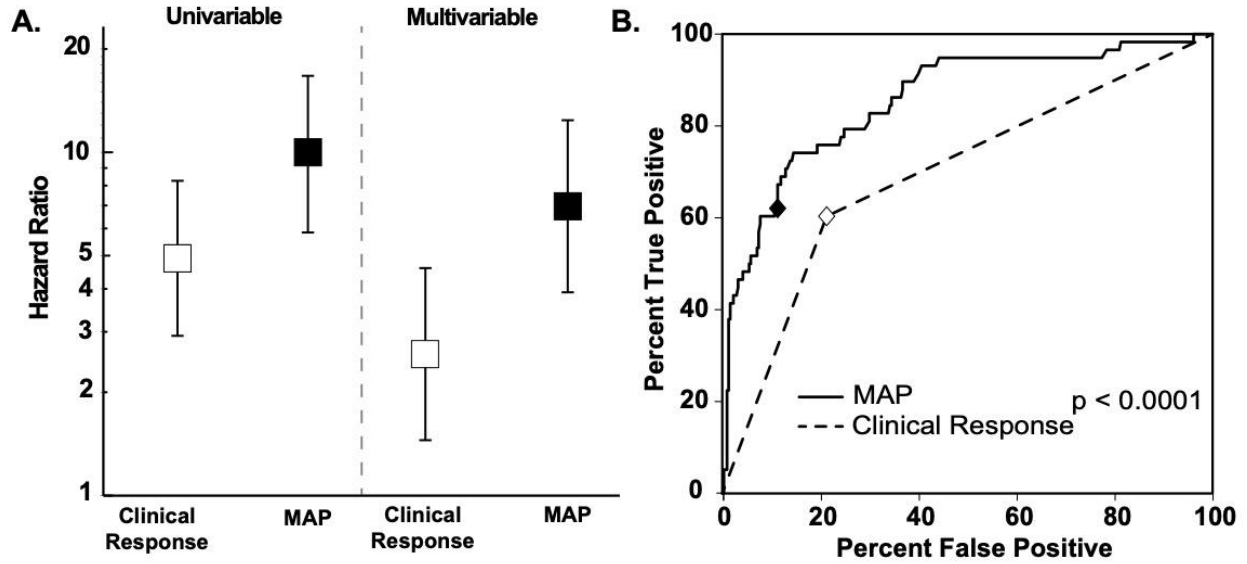 A.
Univariable
Multivariable
20
10
5
4
3
2
1
Hazard Ratio
Clinical
Response
MAP
Clinical
Response
MAP
B.
100
80
60
40
20
0
Percent True Positive
MAP
Clinical Response
p < 0.0001
0 20 40 60 80 100
Percent False Positive